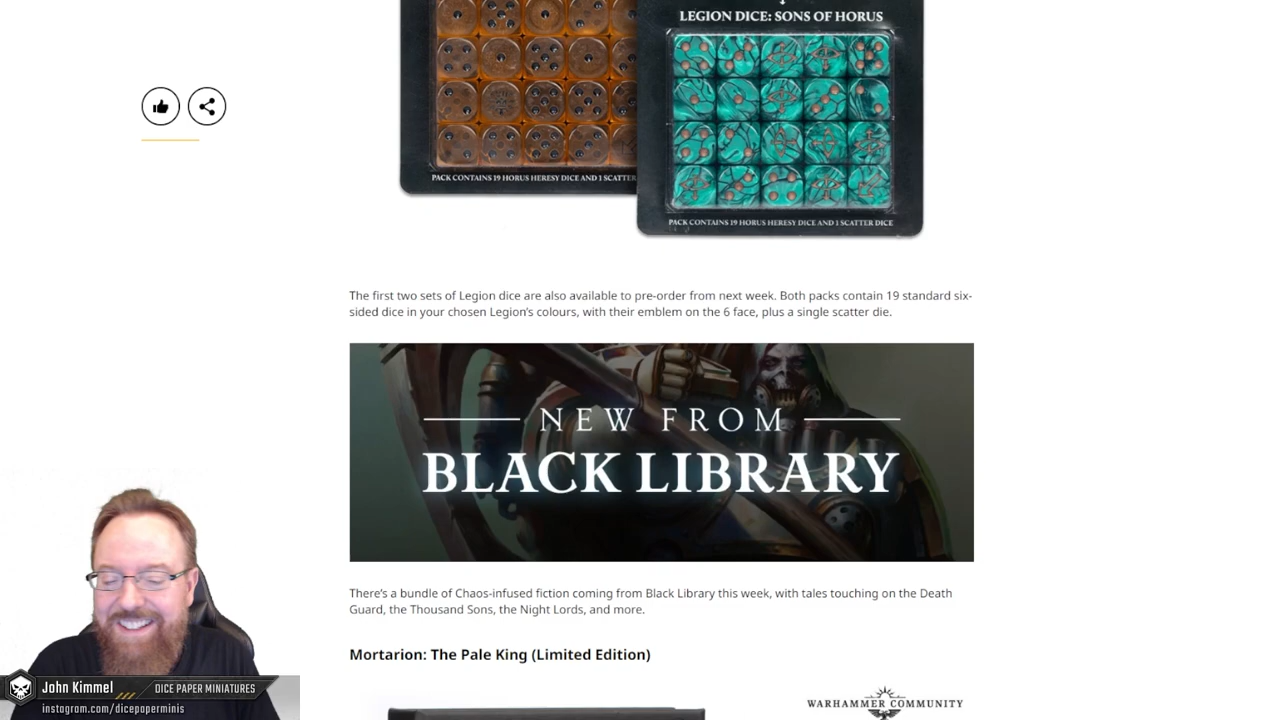 LEGION DICE: SONS OF HORUS
PACK CONTAINS 19 HORUS HERESY DICE AND 1 SCATTER
PACK CONTAINS 19 HORUS HERESY DICE AND 1 SCATTER DICE
The first two sets of Legion dice are also available to pre-order from next week. Both packs contain 19 standard six-
sided dice in your chosen Legion's colours, with their emblem on the 6 face, plus a single scatter die.
NEW FROM
BLACK LIBRARY
There's a bundle of Chaos-infused fiction coming from Black Library this week, with tales touching on the Death
Guard, the Thousand Sons, the Night Lords, and more.
Mortarion: The Pale King (Limited Edition)
WARHAMMER COMMUNITY
John Kimmel
DICE PAPER MINIATURES
instagram.com/dicepaperminis